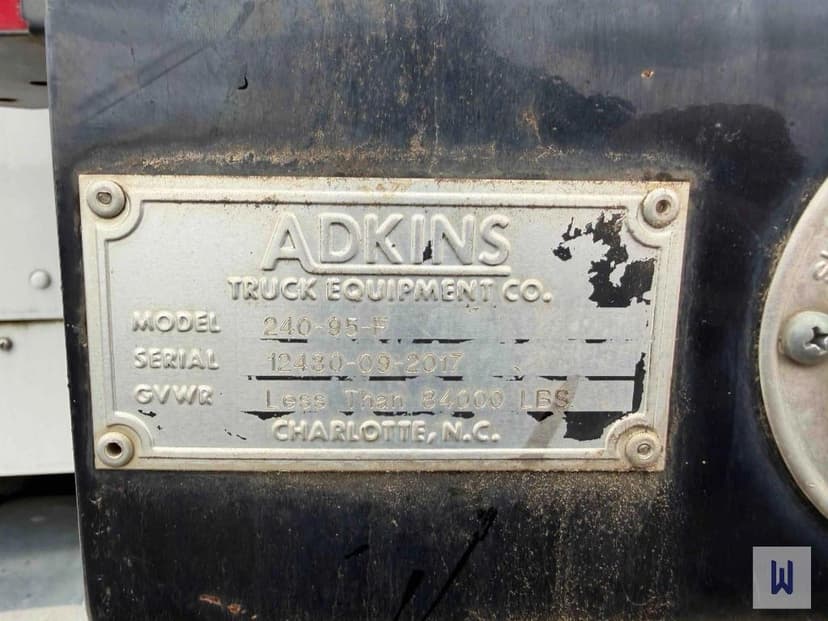 ADKINS
TRUCK EQUIPMENT CO.
MODEL 240-95-F
SERIAL 12430-09-2017
GVWR Less Than 84000 LBS
CHARLOTTE, N.C.
W